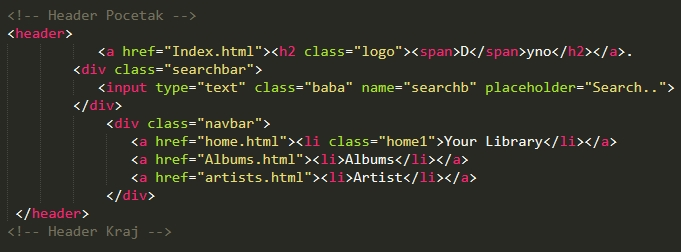 <!-- Header Pocetak -->
<header>
<a href="Index.html"><h2 class="logo"><span>D</span>yno</h2></a>.
<div class="searchbar">
<input type="text" class="baba" name="searchb" placeholder="Search..">
</div>
<div class="navbar">
<a href="home.html"><li class="home1">Your Library</li></a>
<a href="Albums.html"><li>Albums</li></a>
<a href="artists.html"><li>Artist</li></a>
</div>
</header>
<!-- Header Kraj -->